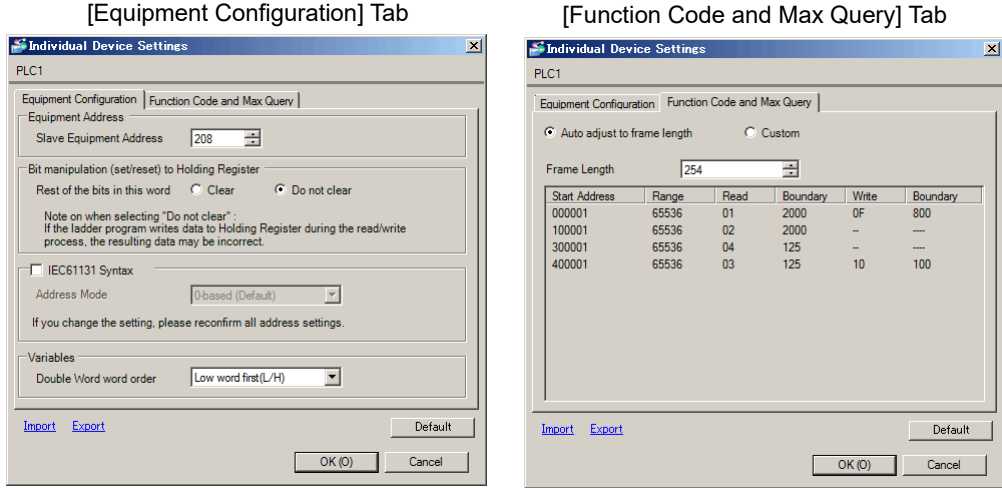 [Equipment Configuration] Tab
Individual Device Settings
PLC1
Equipment Configuration
Function Code and Max Query
Equipment Address
Slave Equipment Address
208
Bit manipulation (set/reset) to Holding Register
Rest of the bits in this word
Clear
Do not clear
Note on when selecting "Do not clear" :
If the ladder program writes data to Holding Register during the read/write
process, the resulting data may be incorrect.
IEC61131 Syntax
Address Mode
0-based (Default)
If you change the setting, please reconfirm all address settings.
Variables
Double Word word order
Low word first(L/H)
Import Export
Default
OK (O)
Cancel
[Function Code and Max Query] Tab
Individual Device Settings
PLC1
Equipment Configuration
Function Code and Max Query
Auto adjust to frame length
Custom
Frame Length
254
Start Address Range Read Boundary Write Boundary
000001 65536 01 2000 0F 800
100001 65536 02 2000 -- ----
300001 65536 04 125 -- ----
400001 65536 03 125 10 100
Import Export
Default
OK (O)
Cancel